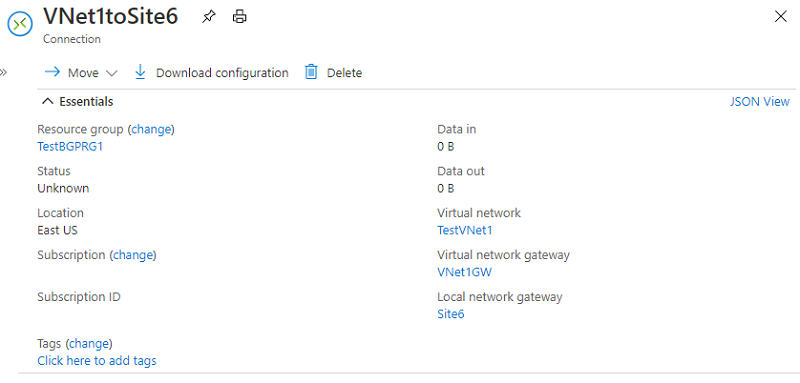 VNet1toSite6
Connection
Move
Download configuration
Delete
Essentials
JSON View
Resource group (change)
TestBGPRG1
Status
Unknown
Location
East US
Subscription (change)
Subscription ID
Tags (change)
Click here to add tags
Data in
0 B
Data out
0 B
Virtual network
TestVNet1
Virtual network gateway
VNet1GW
Local network gateway
Site6